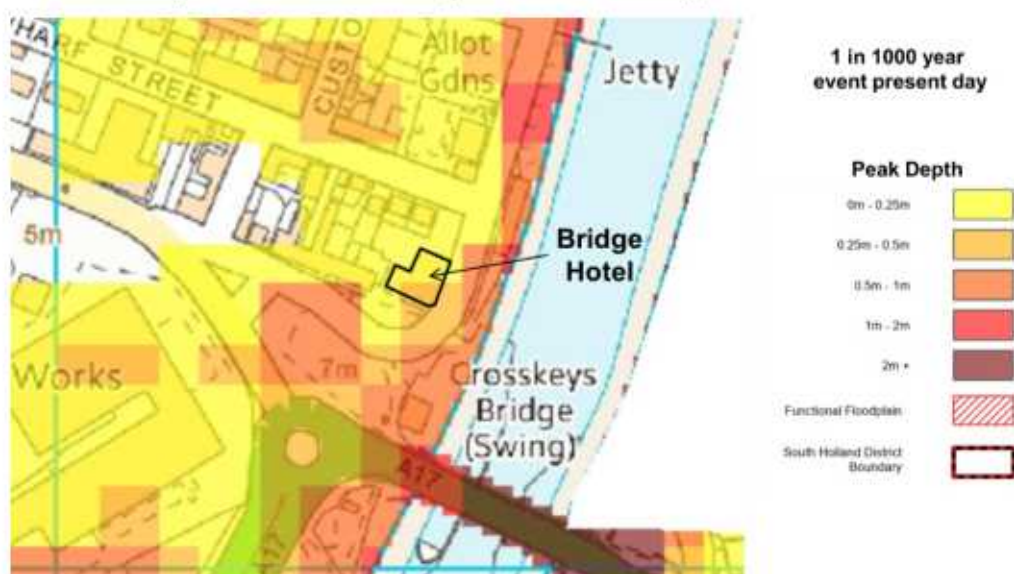 WHARF STREET
CUSTO
Allot
Gdns
Jetty
1 in 1000 year
event present day
Peak Depth
0m - 0.25m
0.25m - 0.5m
0.5m - 1m
1m - 2m
2m +
Functional Floodplain
South Holland District
Boundary
5m
Bridge
Hotel
Works
7m
Crosskeys
Bridge
(Swing)
A17
A17